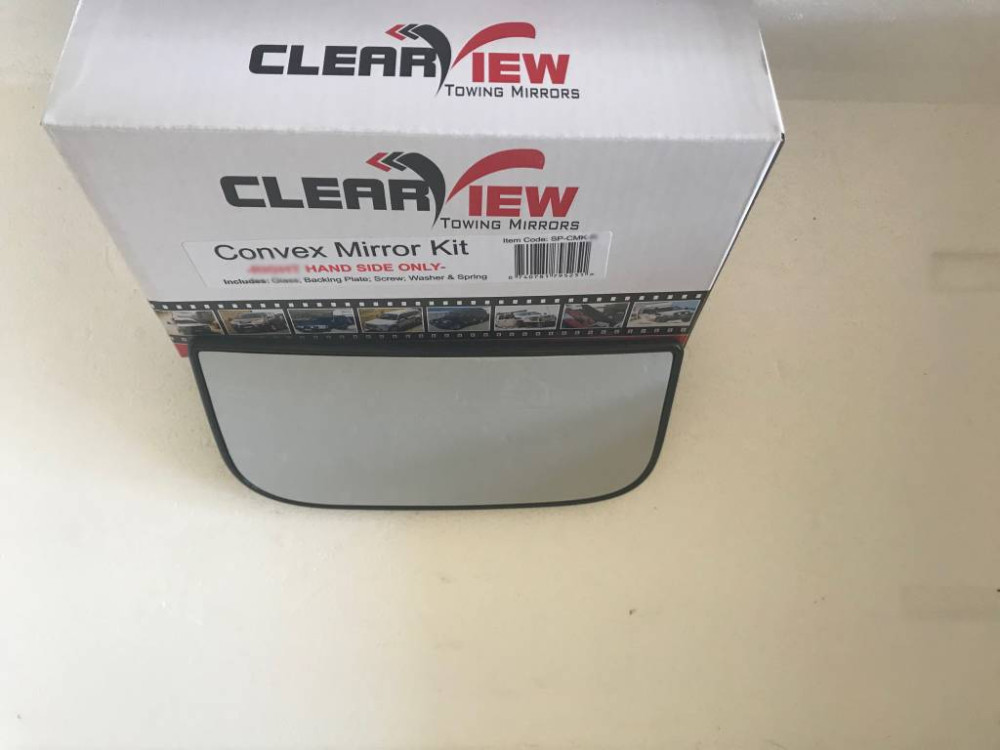 CLEARVIEW
TOWING MIRRORS
CLEARVIEW
TOWING MIRRORS
Convex Mirror Kit
Item Code: SP-CMK-
HAND SIDE ONLY-
Includes: Glass, Backing Plate; Screw; Washer & Spring